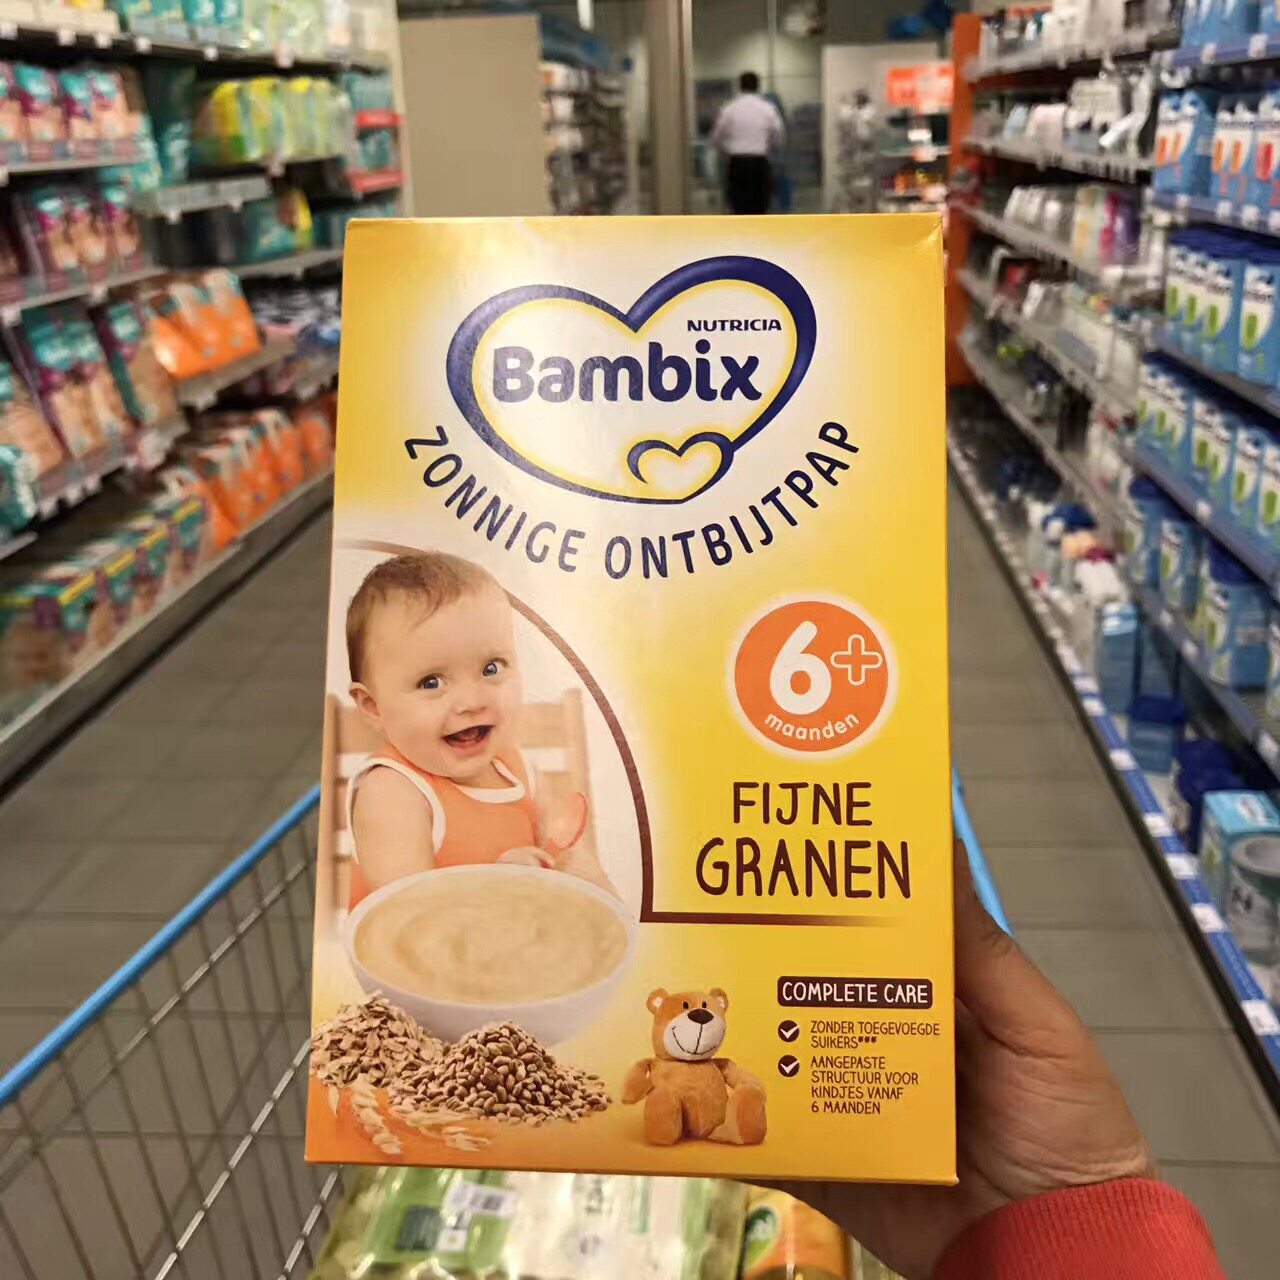 NUTRICIA
Bambix
ZONNIGE ONTBIJTPAP
6+
maanden
FIJNE
GRANEN
COMPLETE CARE
ZONDER TOEGEVOEGDE
SUIKERS***
AANGEPASTE
STRUCTUUR VOOR
KINDJES VANAF
6 MAANDEN